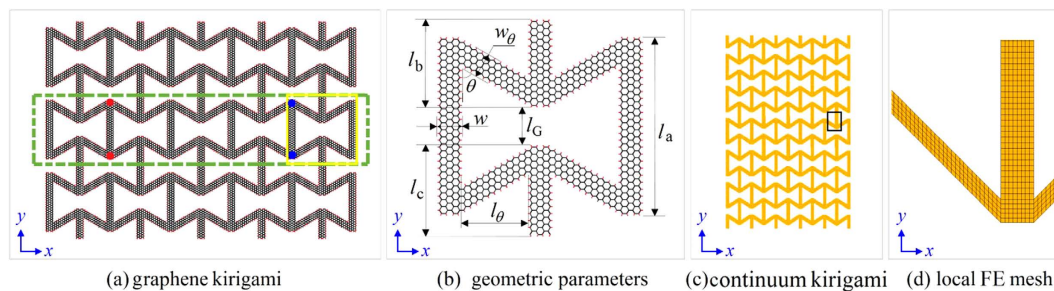 y
x
(a) graphene kirigami
l_b
w_θ
θ
w
l_G
l_a
l_c
l_θ
y
x
(b) geometric parameters
y
x
(c)continuum kirigami
y
x
(d) local FE mesh